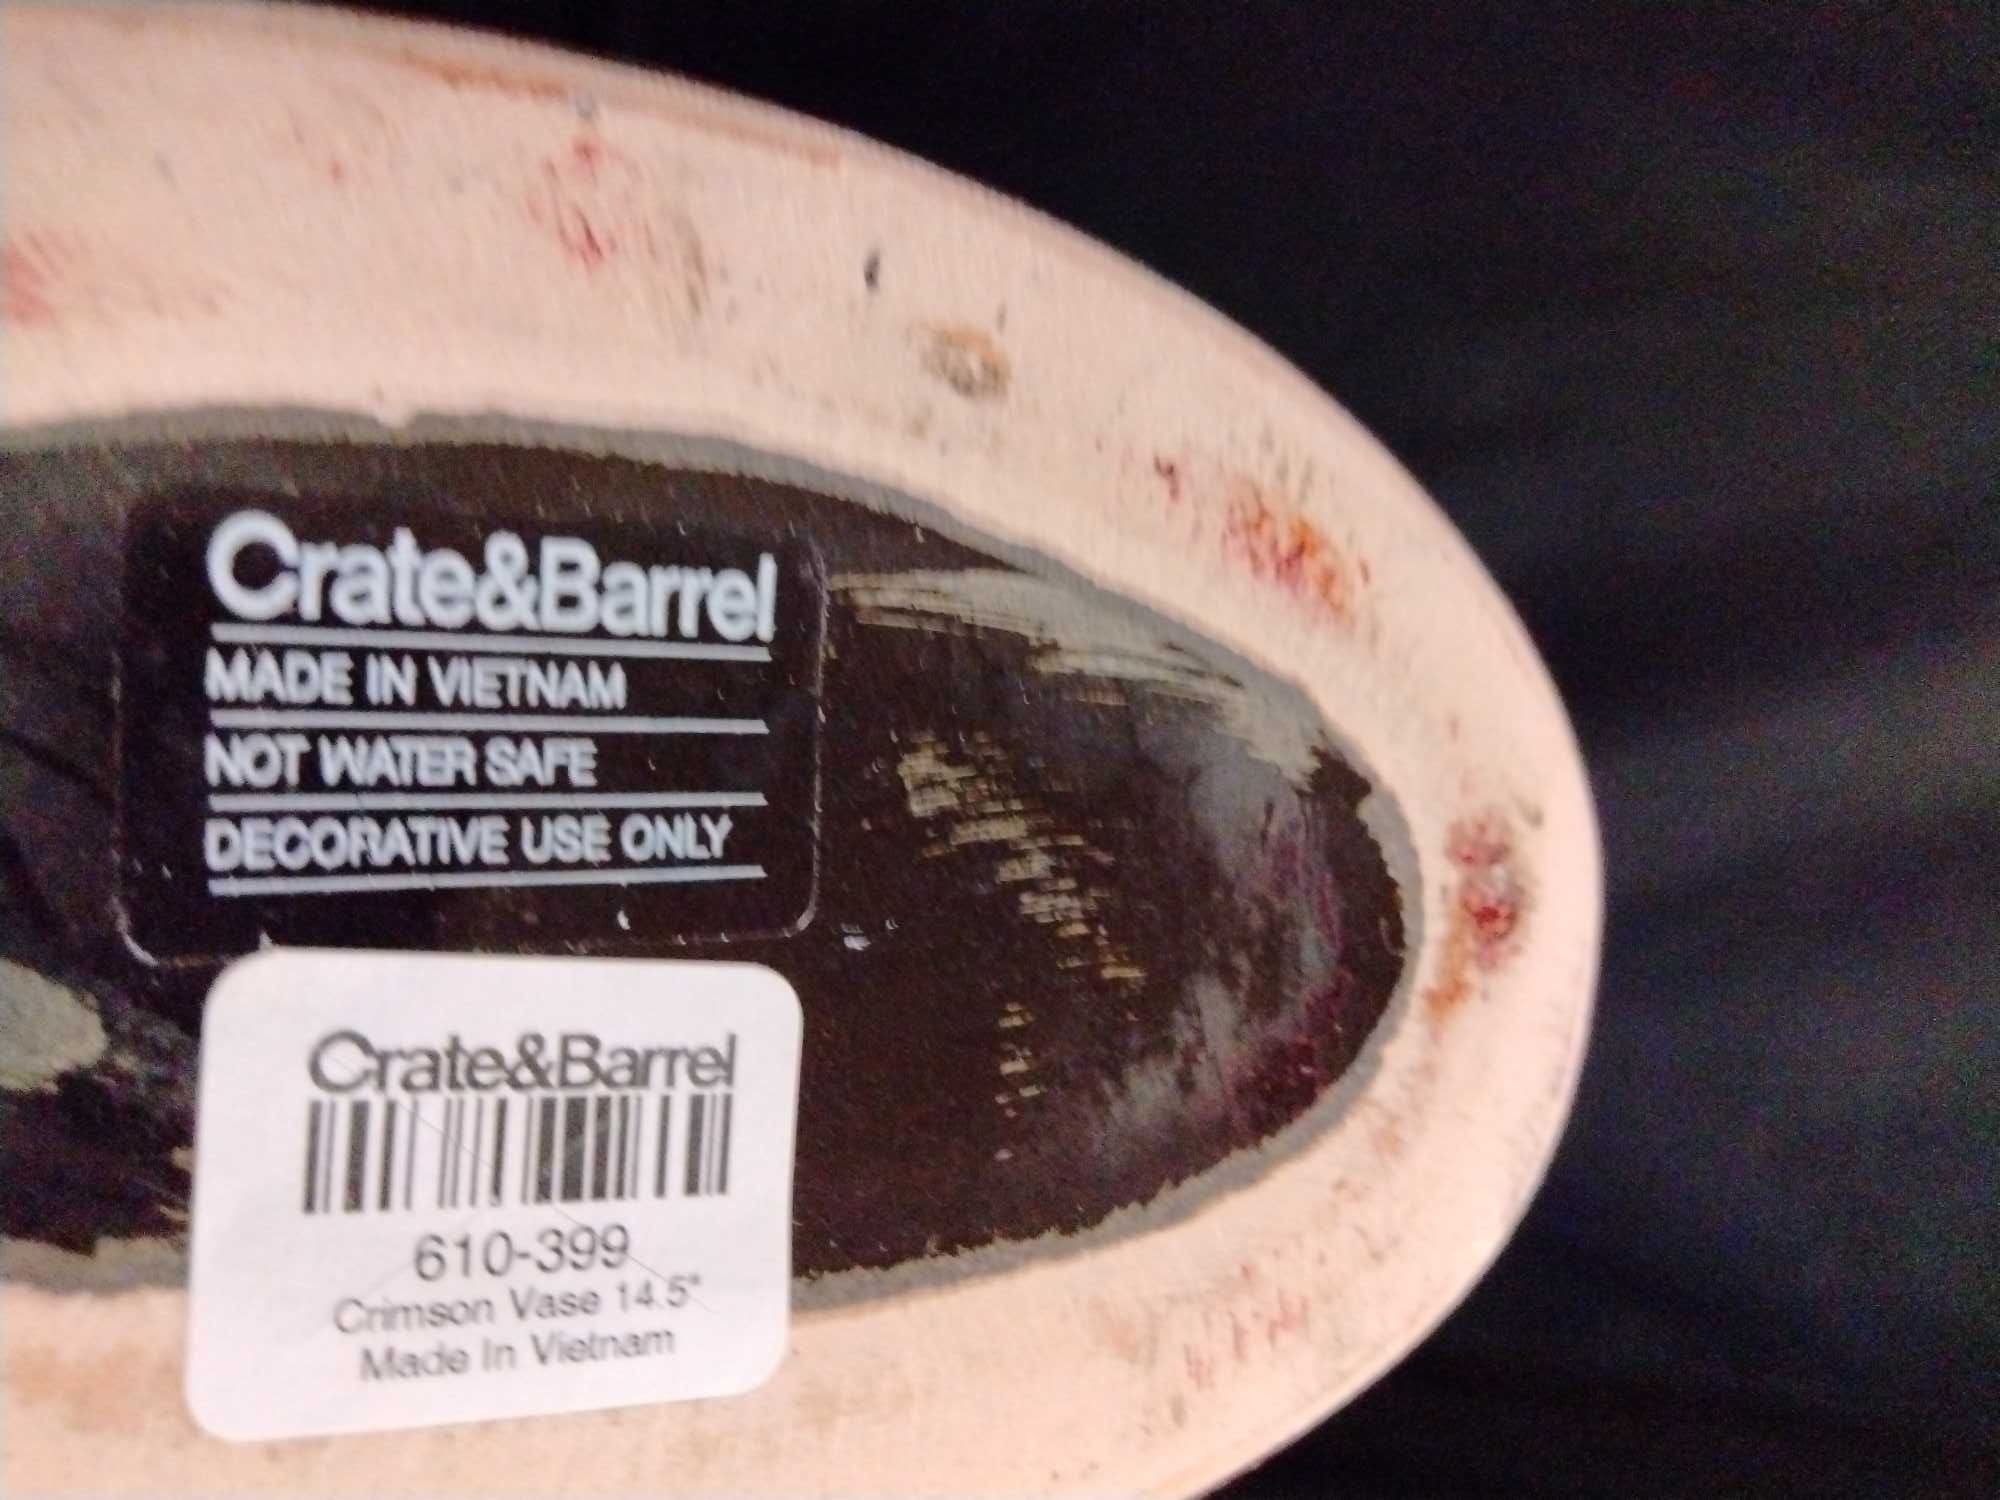 Crate&Barrel
MADE IN VIETNAM
NOT WATER SAFE
DECORATIVE USE ONLY
Crate&Barrel
610-399
Crimson Vase 14.5"
Made In Vietnam